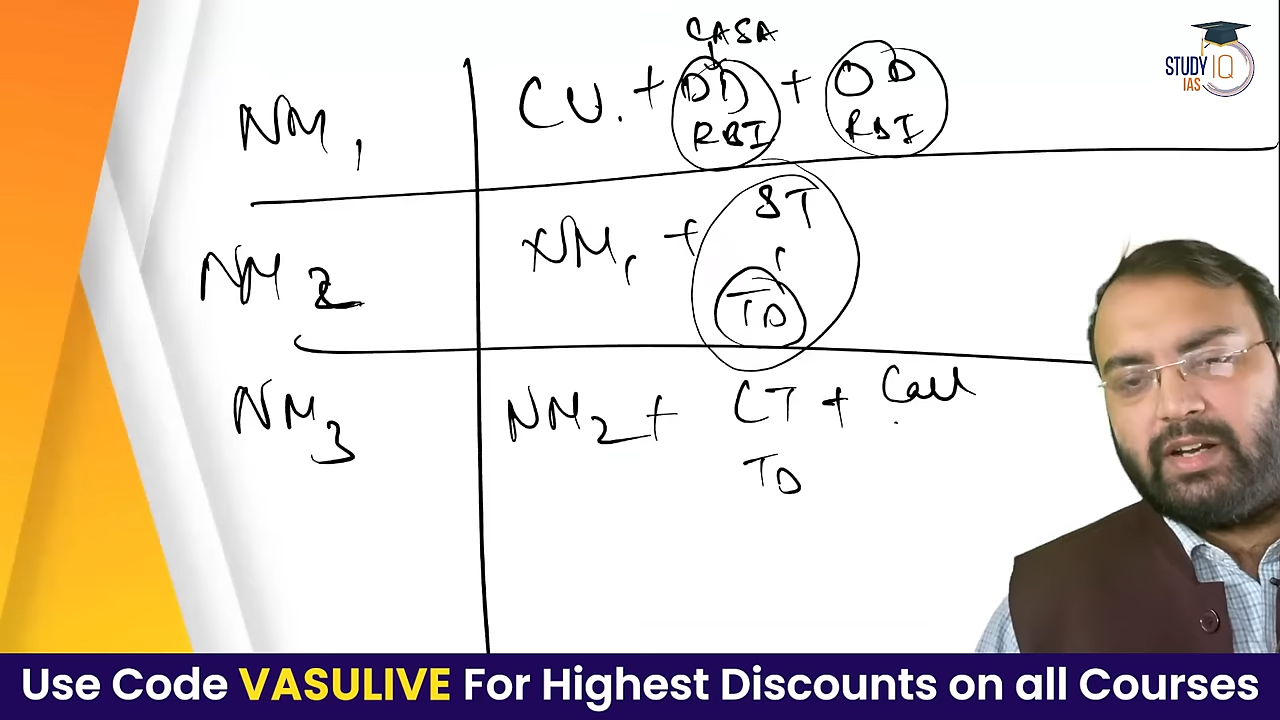 CASA
STUDY IQ
IAS
NM1 CU. + DD + OD
RBI RBI
NM2 NM1 + ST
TD
NM3 NM2 + LT + Call
TD
Use Code VASULIVE For Highest Discounts on all Courses